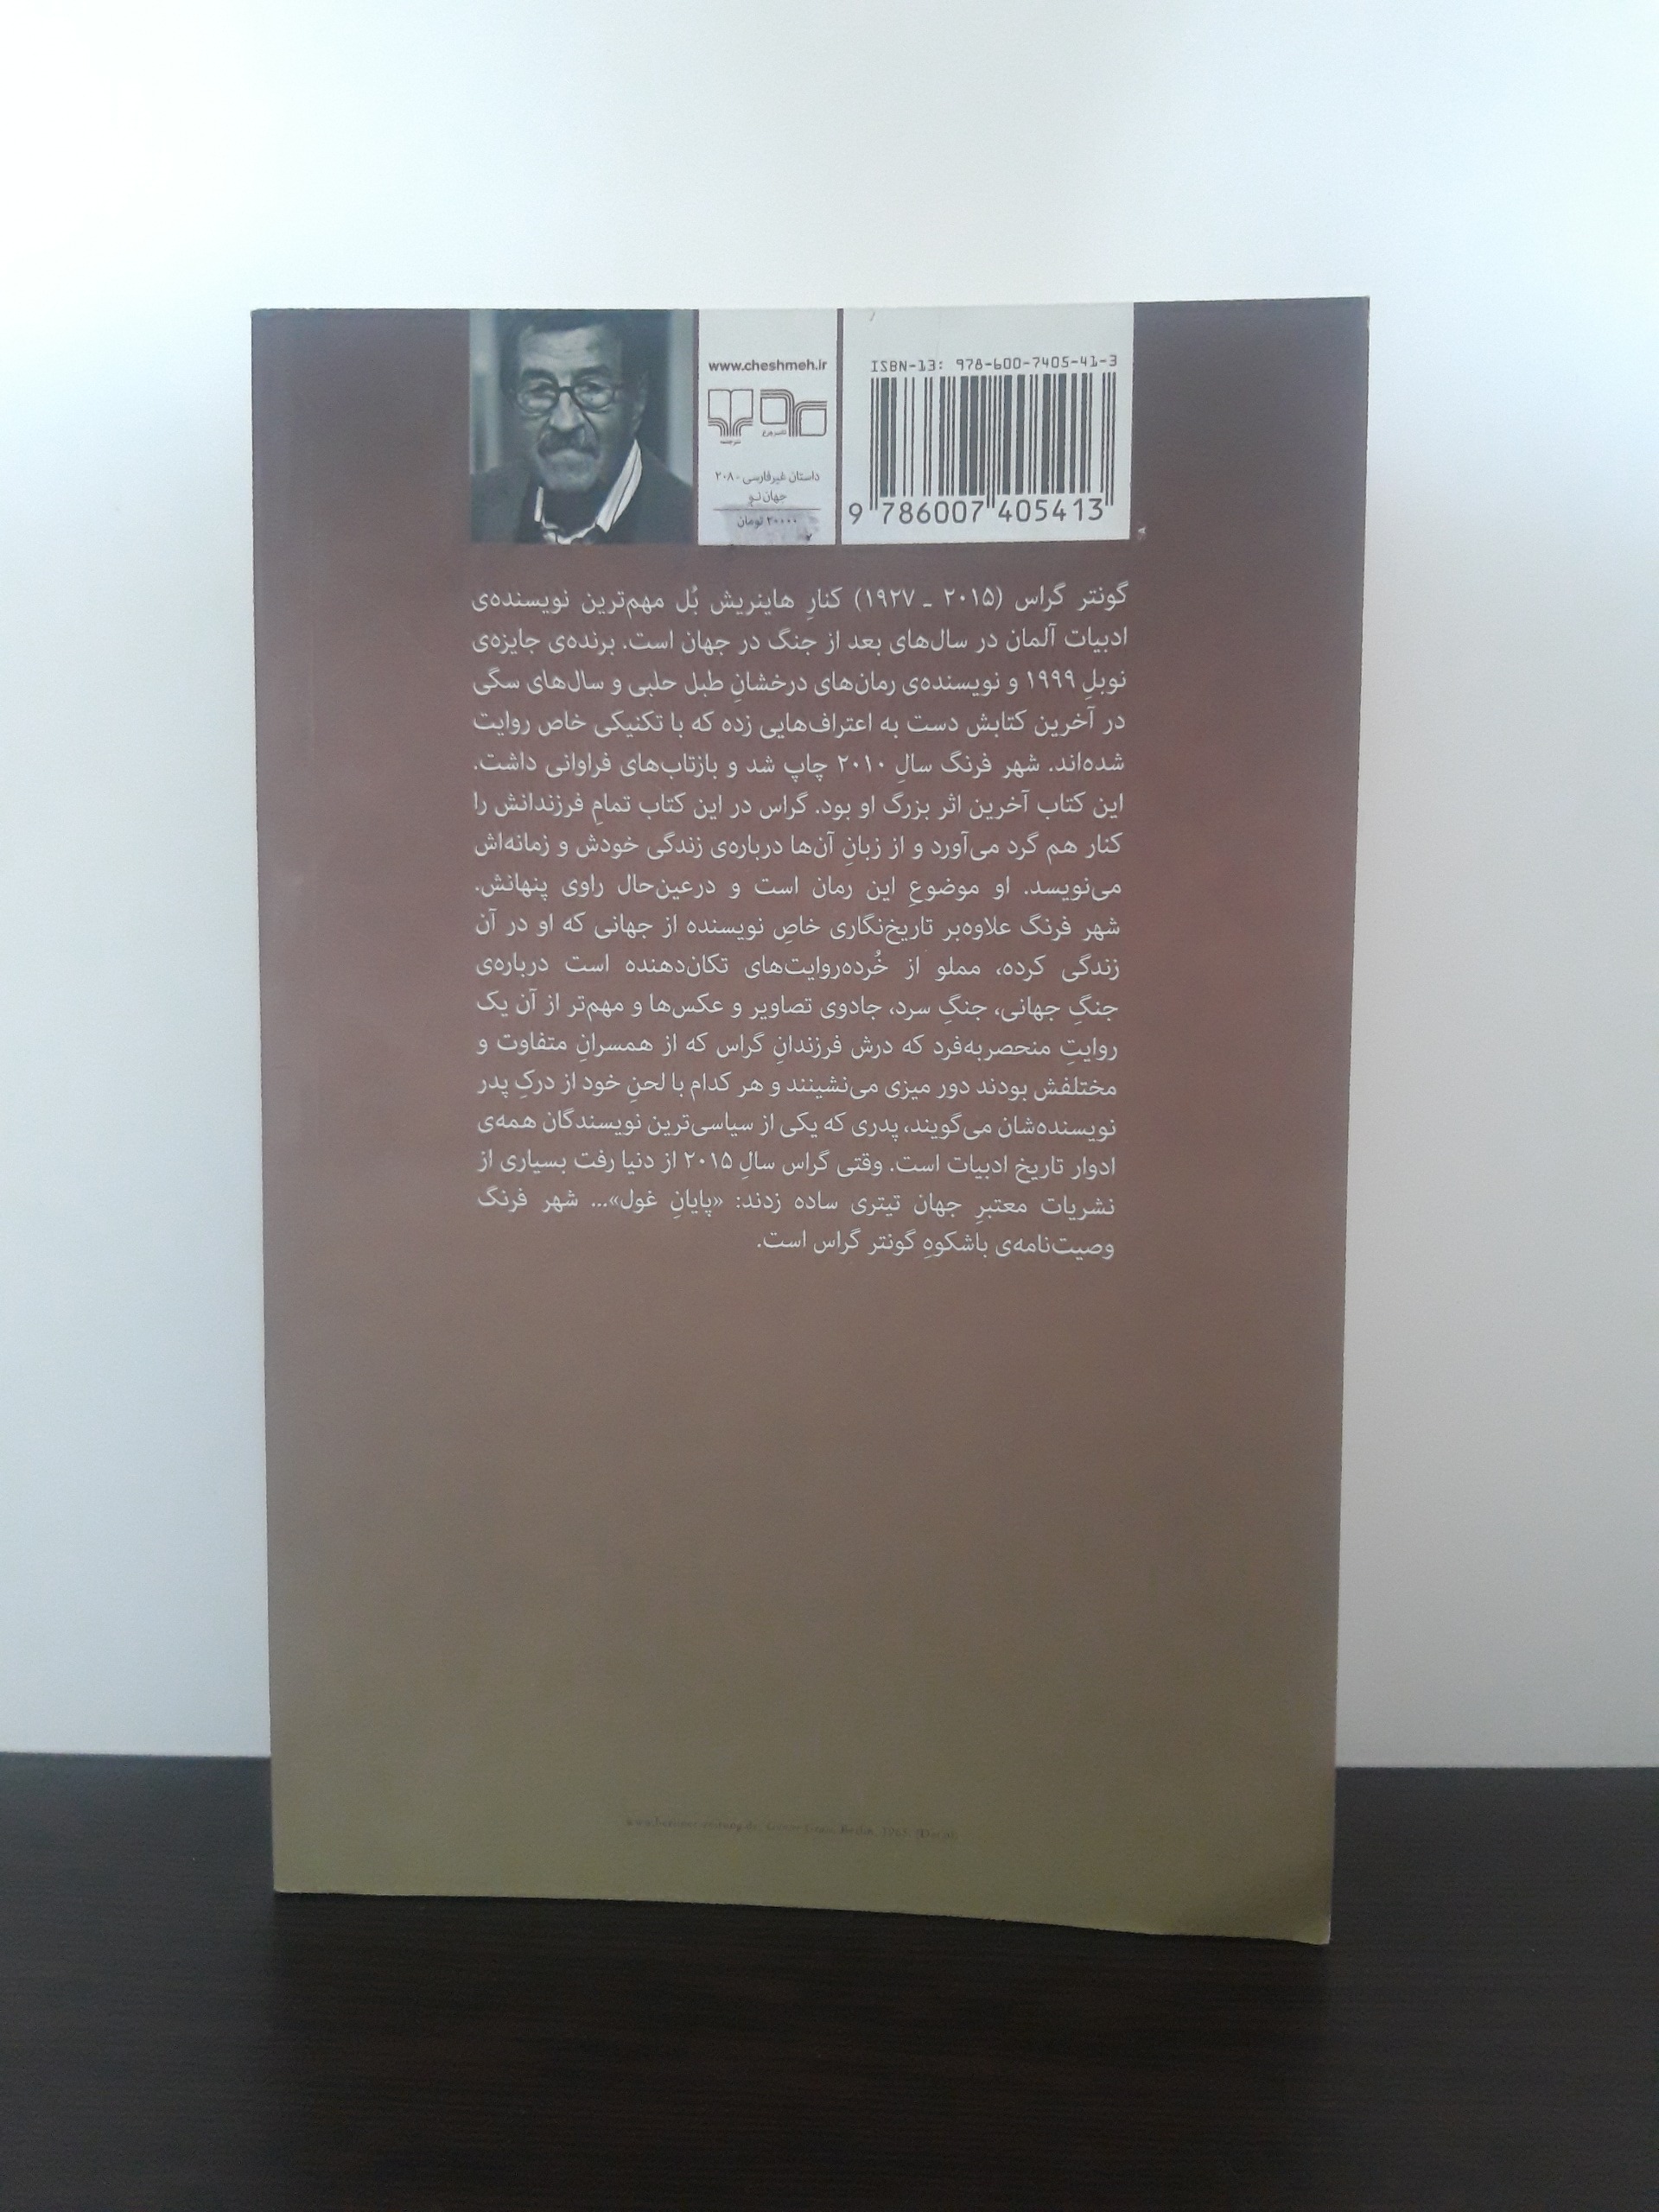 www.cheshmeh.ir
نشرچشمه
داستان غیرفارسی - ۲۰۸
جهان نو
۲۰۰۰۰ تومان
ISBN-13: 978-600-7405-41-3
9 786007 405413
گونتر گراس (۲۰۱۵ ـ ۱۹۲۷) کنارِ هاینریش بُل مهم‌ترین نویسنده‌ی
ادبیات آلمان در سال‌های بعد از جنگ در جهان است. برنده‌ی جایزه‌ی
نوبلِ ۱۹۹۹ و نویسنده‌ی رمان‌های درخشانِ طبل حلبی و سال‌های سگی
در آخرین کتابش دست به اعتراف‌هایی زده که با تکنیکی خاص روایت
شده‌اند. شهر فرنگ سالِ ۲۰۱۰ چاپ شد و بازتاب‌های فراوانی داشت.
این کتاب آخرین اثر بزرگ او بود. گراس در این کتاب تمامِ فرزندانش را
کنار هم گرد می‌آورد و از زبانِ آن‌ها درباره‌ی زندگی خودش و زمانه‌اش
می‌نویسد. او موضوعِ این رمان است و درعین‌حال راوی پنهانش.
شهر فرنگ علاوه‌بر تاریخ‌نگاری خاصِ نویسنده از جهانی که او در آن
زندگی کرده، مملو از خُرده‌روایت‌های تکان‌دهنده است درباره‌ی
جنگِ جهانی، جنگِ سرد، جادوی تصاویر و عکس‌ها و مهم‌تر از آن یک
روایتِ منحصربه‌فرد که درش فرزندانِ گراس که از همسرانِ متفاوت و
مختلفش بودند دور میزی می‌نشینند و هر کدام با لحنِ خود از درکِ پدر
نویسنده‌شان می‌گویند، پدری که یکی از سیاسی‌ترین نویسندگان همه‌ی
ادوار تاریخ ادبیات است. وقتی گراس سالِ ۲۰۱۵ از دنیا رفت بسیاری از
نشریات معتبرِ جهان تیتری ساده زدند: «پایانِ غول»... شهر فرنگ
وصیت‌نامه‌ی باشکوهِ گونتر گراس است.